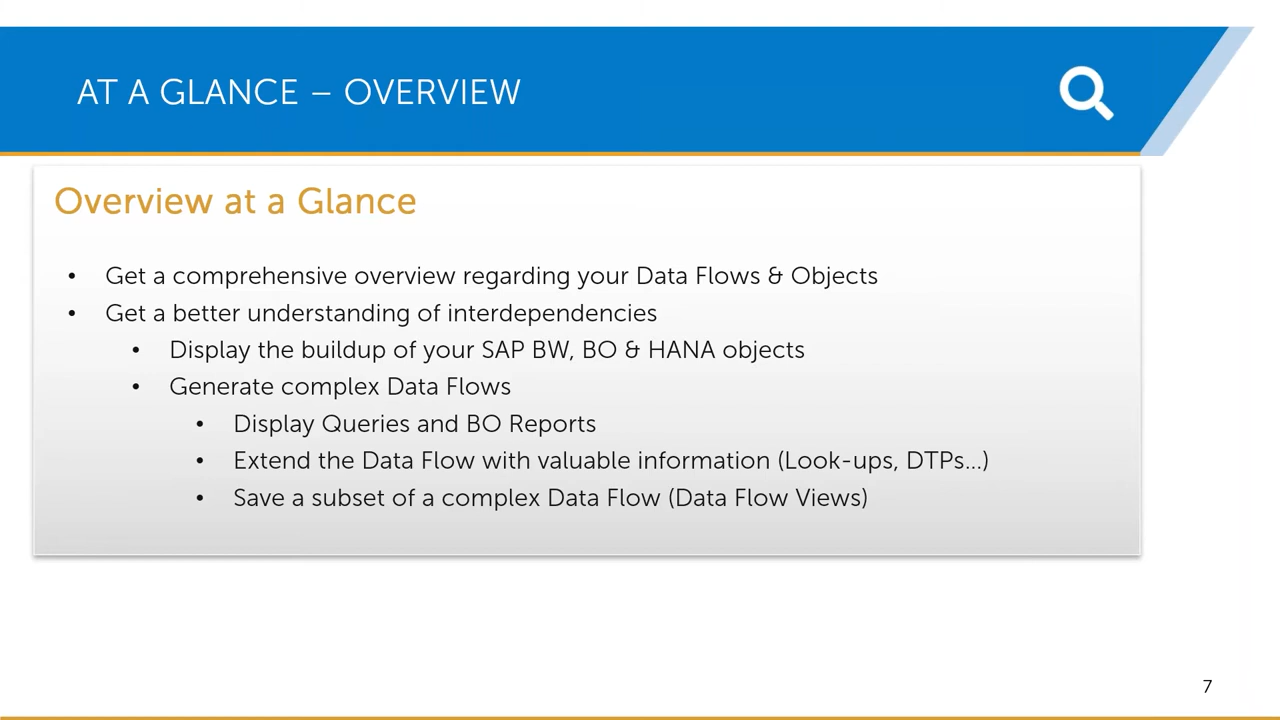 AT A GLANCE – OVERVIEW
Overview at a Glance
• Get a comprehensive overview regarding your Data Flows & Objects
• Get a better understanding of interdependencies
• Display the buildup of your SAP BW, BO & HANA objects
• Generate complex Data Flows
• Display Queries and BO Reports
• Extend the Data Flow with valuable information (Look-ups, DTPs…)
• Save a subset of a complex Data Flow (Data Flow Views)
7